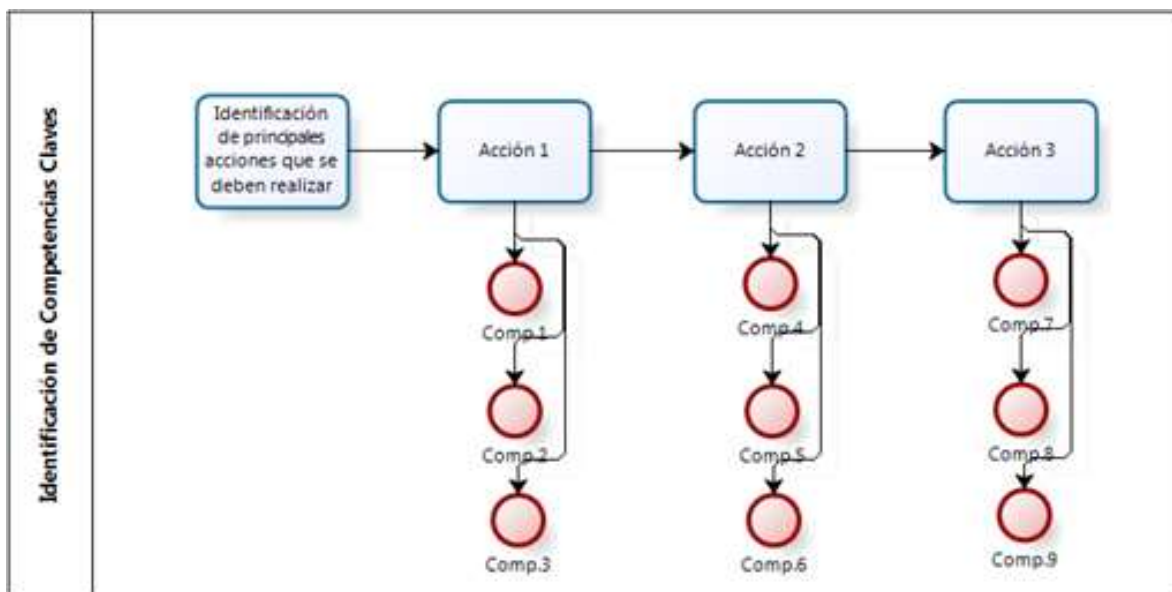 Identificación de Competencias Claves
Identificación
de principales
acciones que se
deben realizar
Acción 1
Acción 2
Acción 3
Comp.1
Comp.4
Comp.7
Comp.2
Comp.5
Comp.8
Comp.3
Comp.6
Comp.9